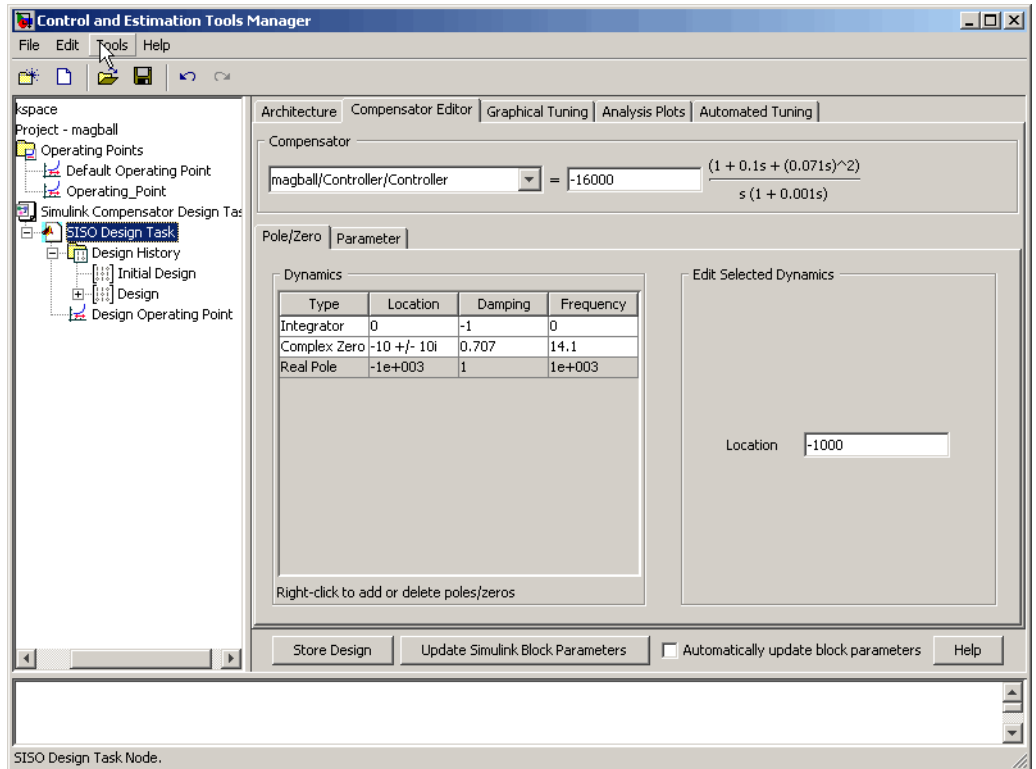 Control and Estimation Tools Manager
File Edit Tools Help
kspace
Project - magball
Operating Points
Default Operating Point
Operating_Point
Simulink Compensator Design Tas
SISO Design Task
Design History
Initial Design
Design
Design Operating Point
Architecture Compensator Editor Graphical Tuning Analysis Plots Automated Tuning
Compensator
magball/Controller/Controller = -16000 (1 + 0.1s + (0.071s)^2)
s (1 + 0.001s)
Pole/Zero Parameter
Dynamics
Type Location Damping Frequency
Integrator 0 -1 0
Complex Zero -10 +/- 10i 0.707 14.1
Real Pole -1e+003 1 1e+003
Right-click to add or delete poles/zeros
Edit Selected Dynamics
Location -1000
Store Design Update Simulink Block Parameters Automatically update block parameters Help
SISO Design Task Node.